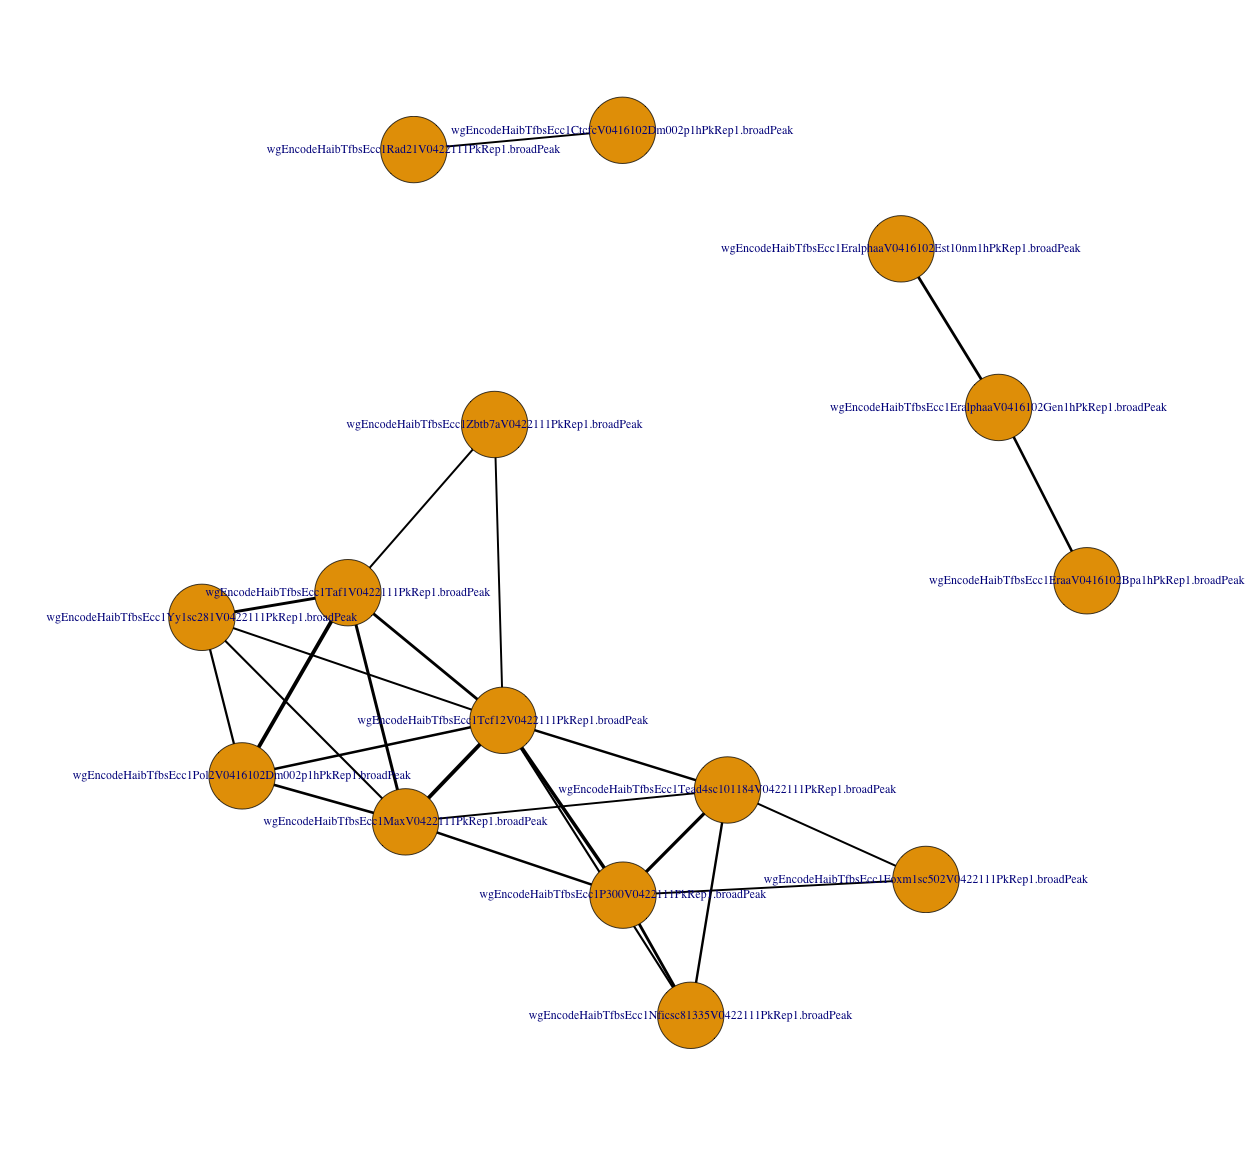 wgEncodeHaibTfbsEcc1CtcfcV0416102Dm002p1hPkRep1.broadPeak
wgEncodeHaibTfbsEcc1Rad21V0422111PkRep1.broadPeak
wgEncodeHaibTfbsEcc1EralphaaV0416102Est10nm1hPkRep1.broadPeak
wgEncodeHaibTfbsEcc1EralphaaV0416102Gen1hPkRep1.broadPeak
wgEncodeHaibTfbsEcc1Zbtb7aV0422111PkRep1.broadPeak
wgEncodeHaibTfbsEcc1EraaV0416102Bpa1hPkRep1.broadPeak
wgEncodeHaibTfbsEcc1Taf1V0422111PkRep1.broadPeak
wgEncodeHaibTfbsEcc1Yy1sc281V0422111PkRep1.broadPeak
wgEncodeHaibTfbsEcc1Tcf12V0422111PkRep1.broadPeak
wgEncodeHaibTfbsEcc1Pol2V0416102Dm002p1hPkRep1.broadPeak
wgEncodeHaibTfbsEcc1Tead4sc101184V0422111PkRep1.broadPeak
wgEncodeHaibTfbsEcc1MaxV0422111PkRep1.broadPeak
wgEncodeHaibTfbsEcc1Foxm1sc502V0422111PkRep1.broadPeak
wgEncodeHaibTfbsEcc1P300V0422111PkRep1.broadPeak
wgEncodeHaibTfbsEcc1Nficsc81335V0422111PkRep1.broadPeak